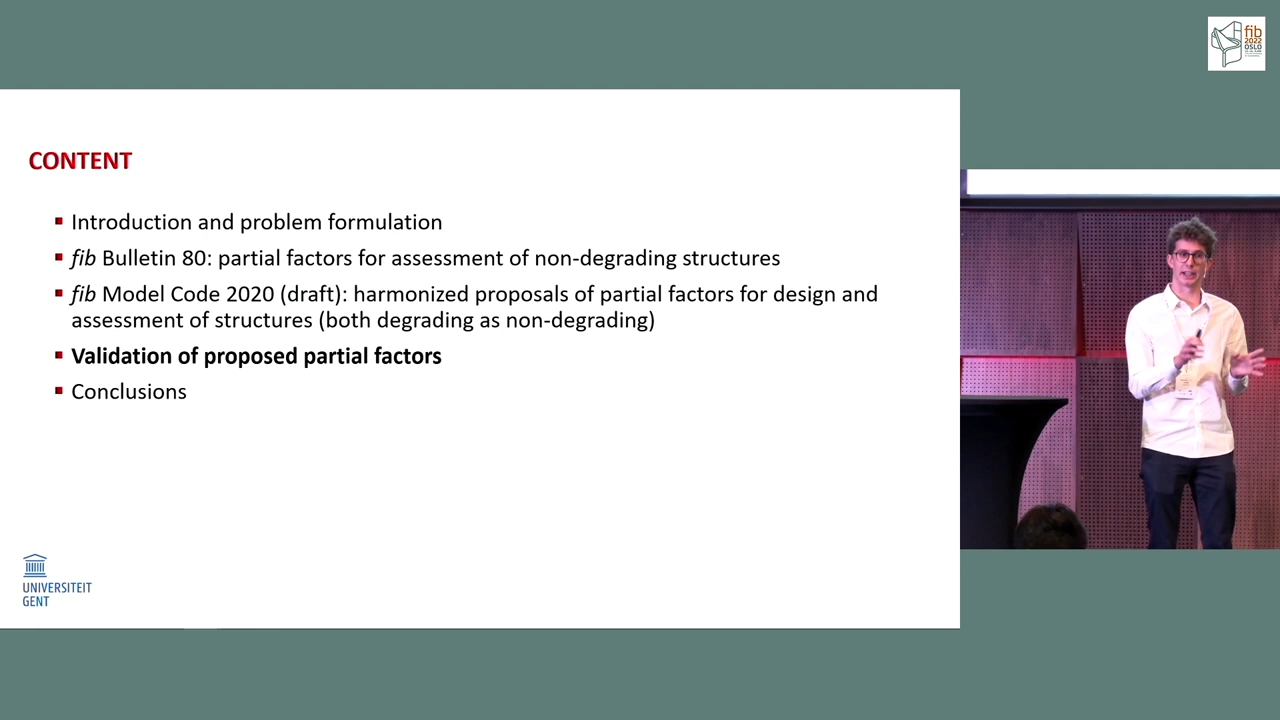 fib
2022
OSLO
CONTENT
Introduction and problem formulation
fib Bulletin 80: partial factors for assessment of non-degrading structures
fib Model Code 2020 (draft): harmonized proposals of partial factors for design and
assessment of structures (both degrading as non-degrading)
Validation of proposed partial factors
Conclusions
UNIVERSITEIT
GENT